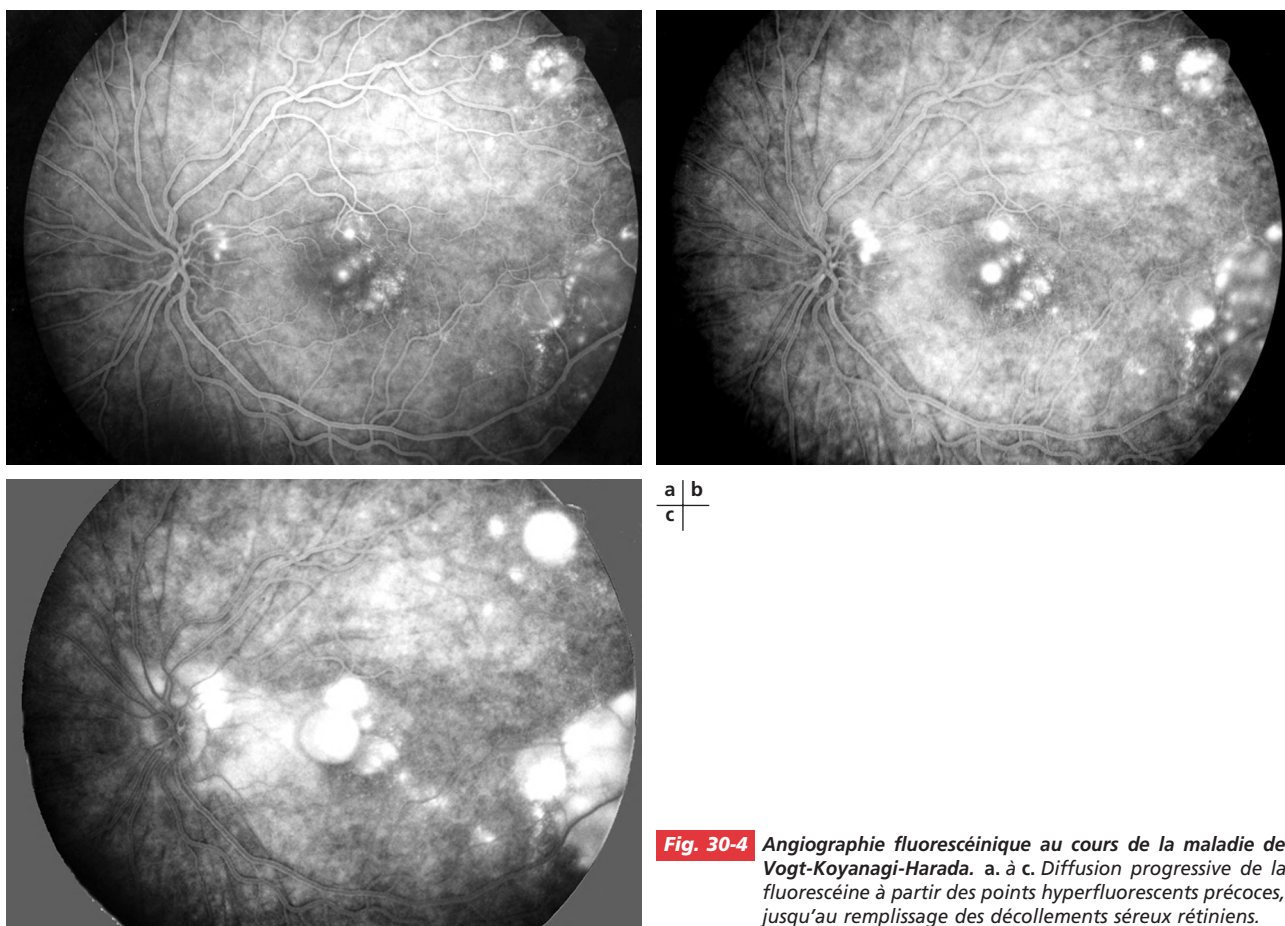 a b
c
Fig. 30-4 Angiographie fluorescéinique au cours de la maladie de
Vogt-Koyanagi-Harada. a. à c. Diffusion progressive de la
fluorescéine à partir des points hyperfluorescents précoces,
jusqu'au remplissage des décollements séreux rétiniens.